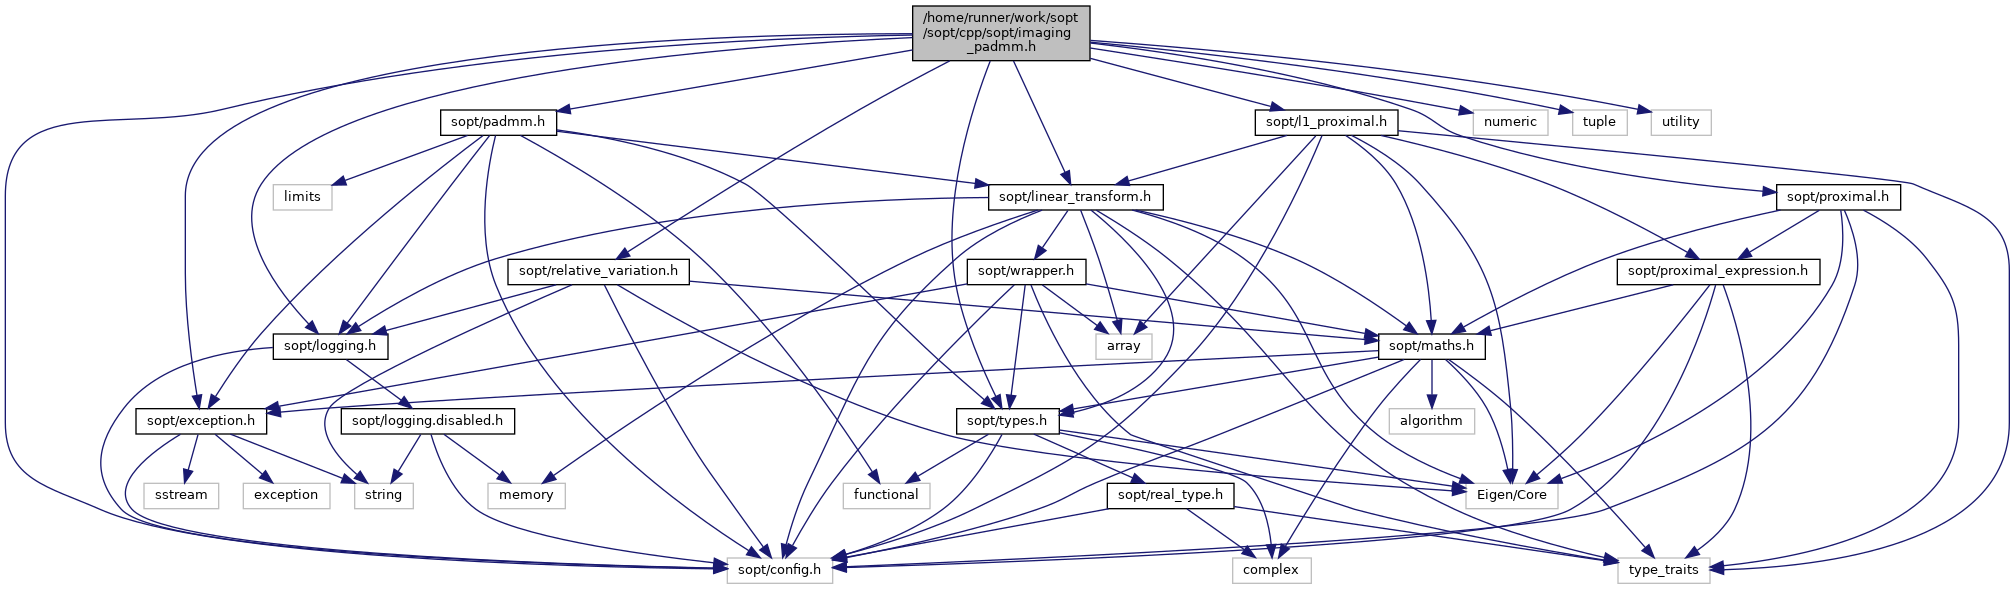 /home/runner/work/sopt
/sopt/cpp/sopt/imaging
_padmm.h
sopt/padmm.h
sopt/l1_proximal.h
numeric
tuple
utility
limits
sopt/linear_transform.h
sopt/proximal.h
sopt/relative_variation.h
sopt/wrapper.h
sopt/proximal_expression.h
sopt/logging.h
array
sopt/maths.h
sopt/exception.h
sopt/logging.disabled.h
sopt/types.h
algorithm
sstream
exception
string
memory
functional
sopt/real_type.h
Eigen/Core
sopt/config.h
complex
type_traits